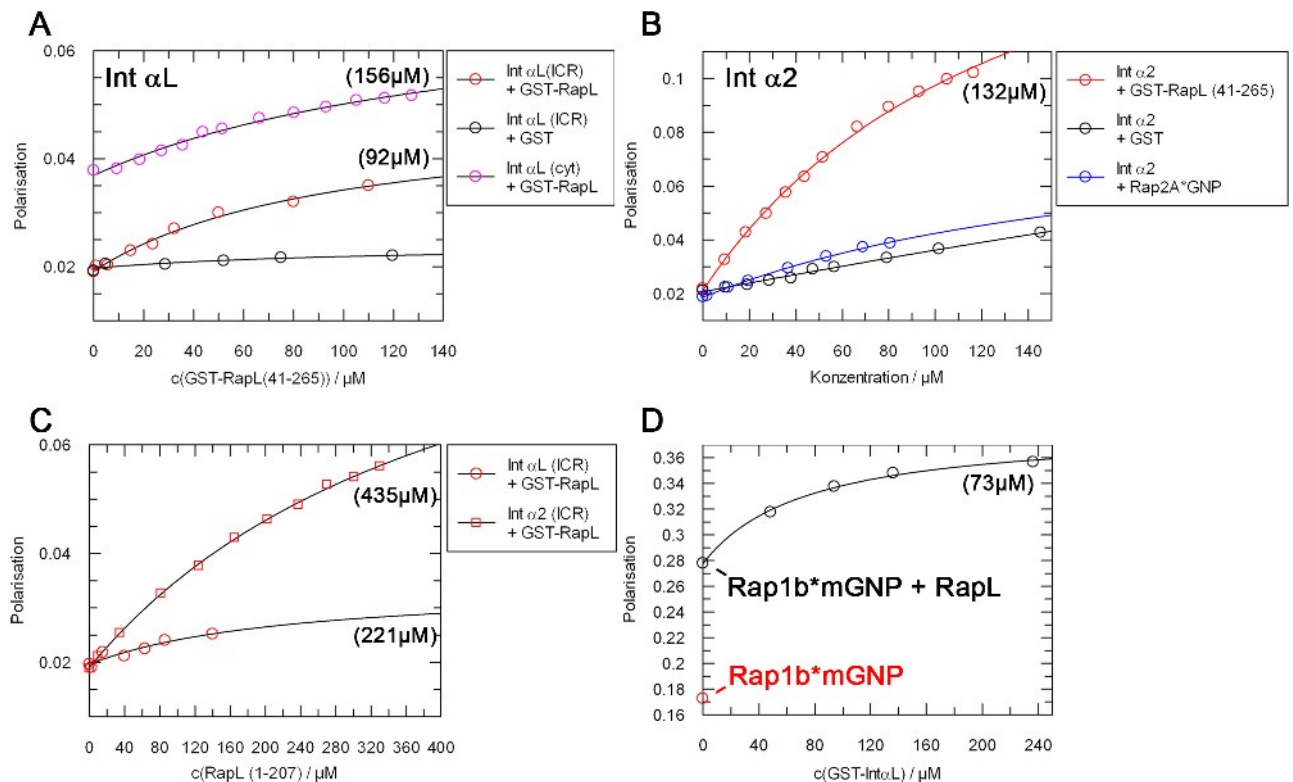 A
0.06
0.04
0.02
Polarisation
Int αL
(156µM)
(92µM)
0 20 40 60 80 100 120 140
c(GST-RapL(41-265)) / µM
Int αL(ICR)
+ GST-RapL
Int αL (ICR)
+ GST
Int αL (cyt)
+ GST-RapL
B
0.1
0.08
0.06
0.04
0.02
Polarisation
Int α2
(132µM)
0 20 40 60 80 100 120 140
Konzentration / µM
Int α2
+ GST-RapL (41-265)
Int α2
+ GST
Int α2
+ Rap2A*GNP
C
0.06
0.04
0.02
Polarisation
(435µM)
(221µM)
0 40 80 120 160 200 240 280 320 360 400
c(RapL (1-207) / µM
Int αL (ICR)
+ GST-RapL
Int α2 (ICR)
+ GST-RapL
D
0.36
0.34
0.32
0.30
0.28
0.26
0.24
0.22
0.20
0.18
0.16
Polarisation
(73µM)
Rap1b*mGNP + RapL
Rap1b*mGNP
0 40 80 120 160 200 240
c(GST-IntαL) / µM